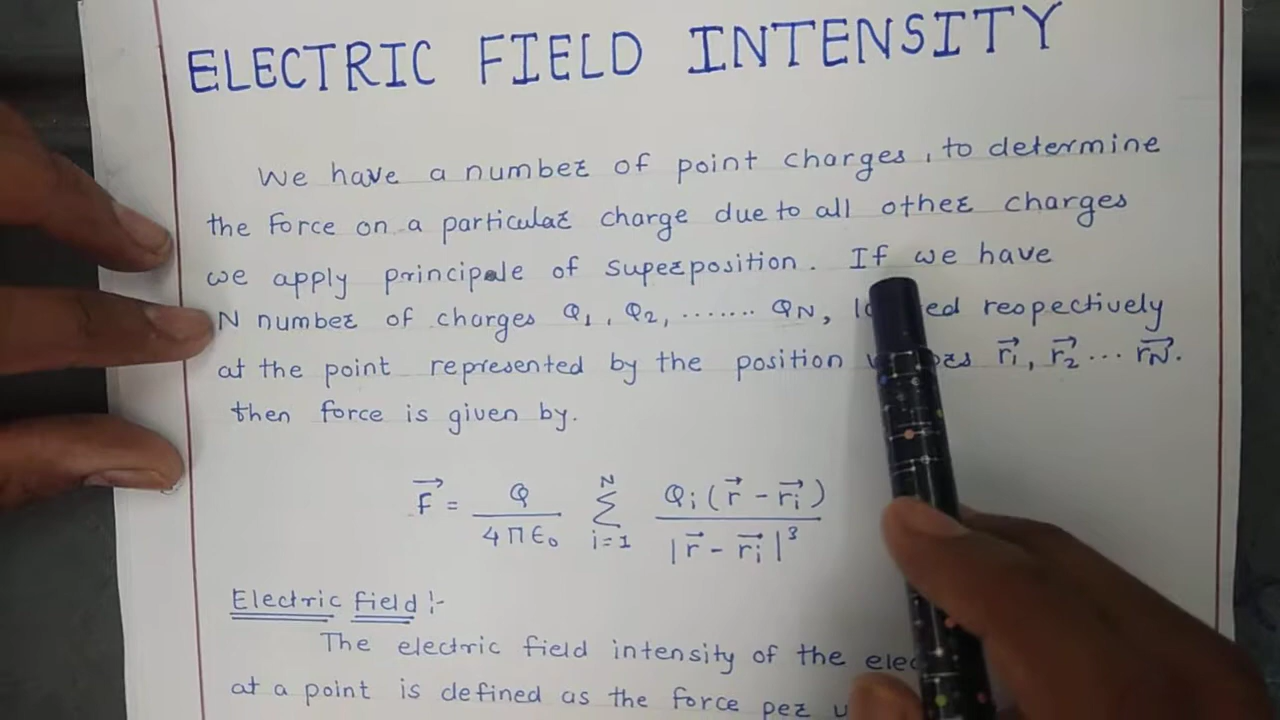 ELECTRIC FIELD INTENSITY
We have a number of point charges, to determine
the force on a particular charge due to all other charges
we apply principle of superposition. If we have
N number of charges Q1, Q2, ....... QN, respectively
at the point represented by the position r⃗1, r⃗2 ... r⃗N.
then force is given by.
F⃗ = Q / 4πϵ0 ∑ i=1 N Qi (r⃗ - r⃗i) / |r⃗ - r⃗i|³
Electric field :-
The electric field intensity of the
at a point is defined as the force per